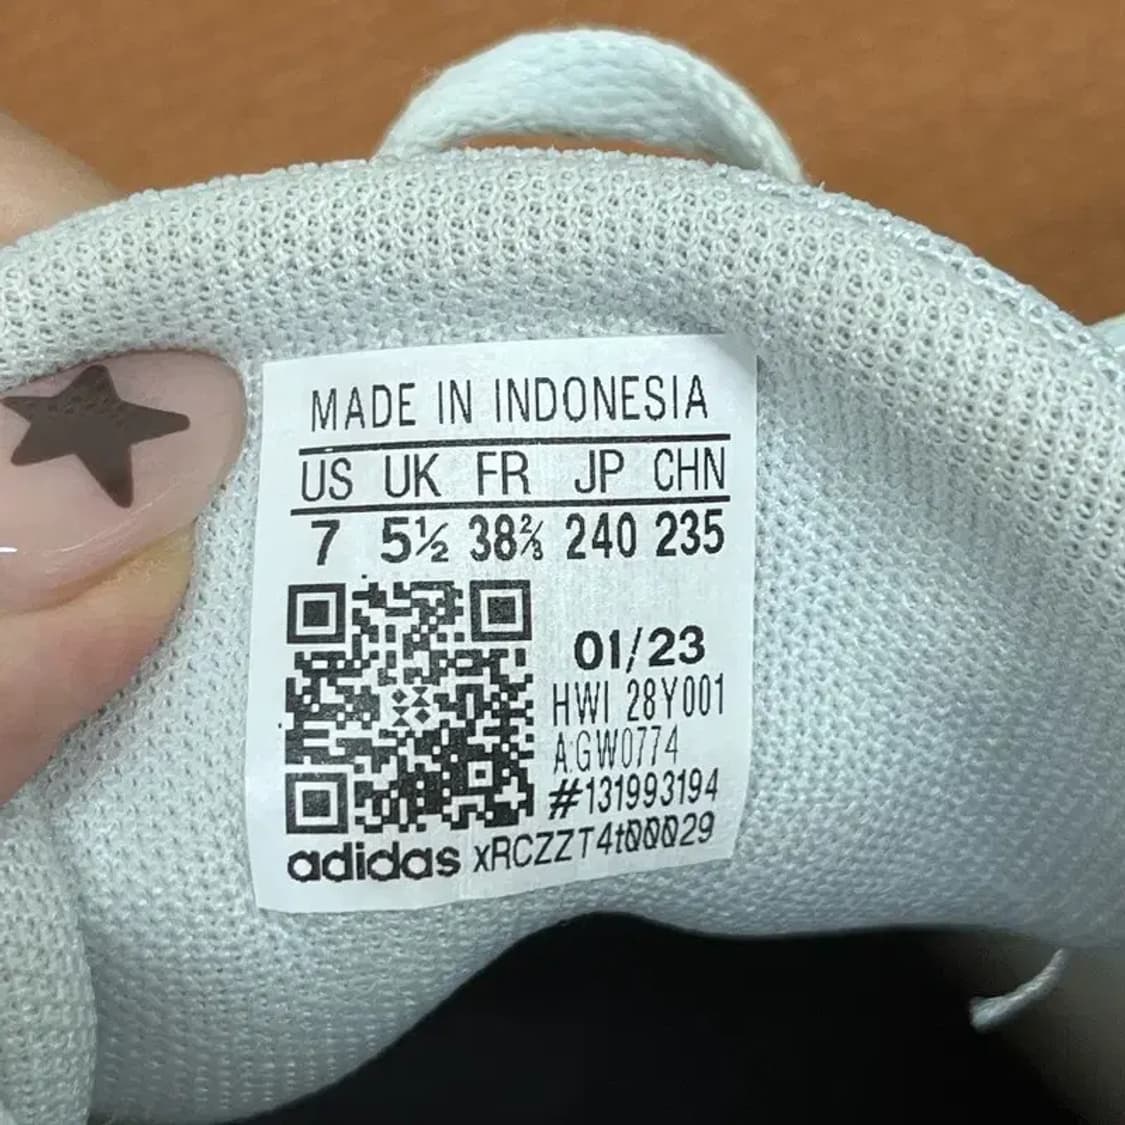 MADE IN INDONESIA
US UK FR JP CHN
7 5½ 38⅔ 240 235
01/23
HWI 28Y001
A:GW0774
#131993194
adidas xRCZZT4t00029